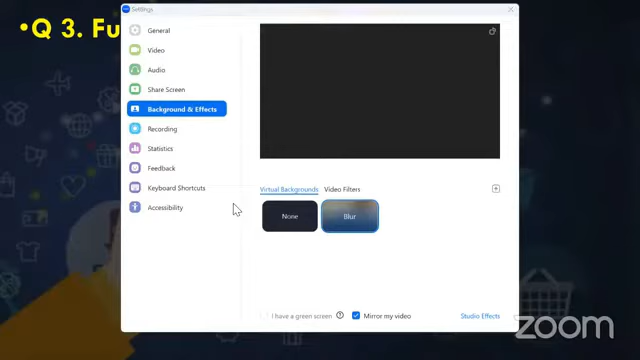 •Q 3. Fu
Settings
General
Video
Audio
Share Screen
Background & Effects
Recording
Statistics
Feedback
Keyboard Shortcuts
Accessibility
Virtual Backgrounds
Video Filters
None
Blur
I have a green screen
Mirror my video
Studio Effects
zoom